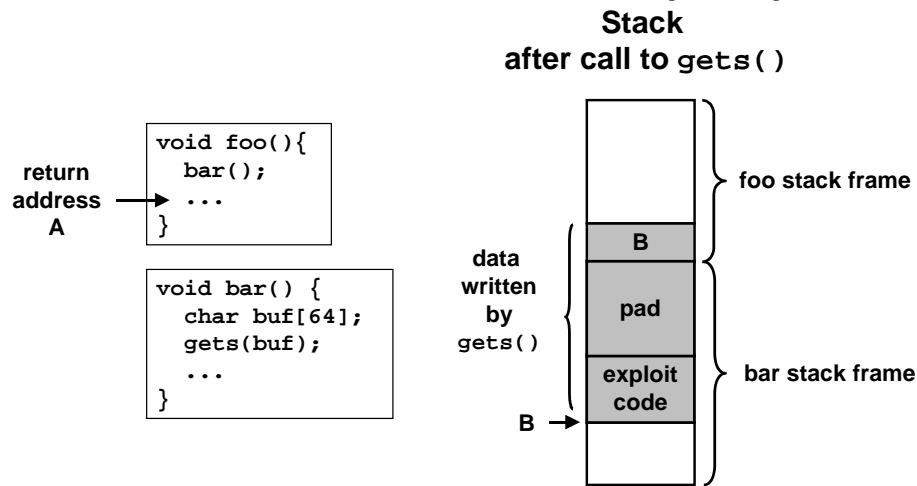 Stack
after call to gets()
void foo(){
bar();
...
}
return
address
A
void bar() {
char buf[64];
gets(buf);
...
}
data
written
by
gets()
B
pad
exploit
code
B
foo stack frame
bar stack frame